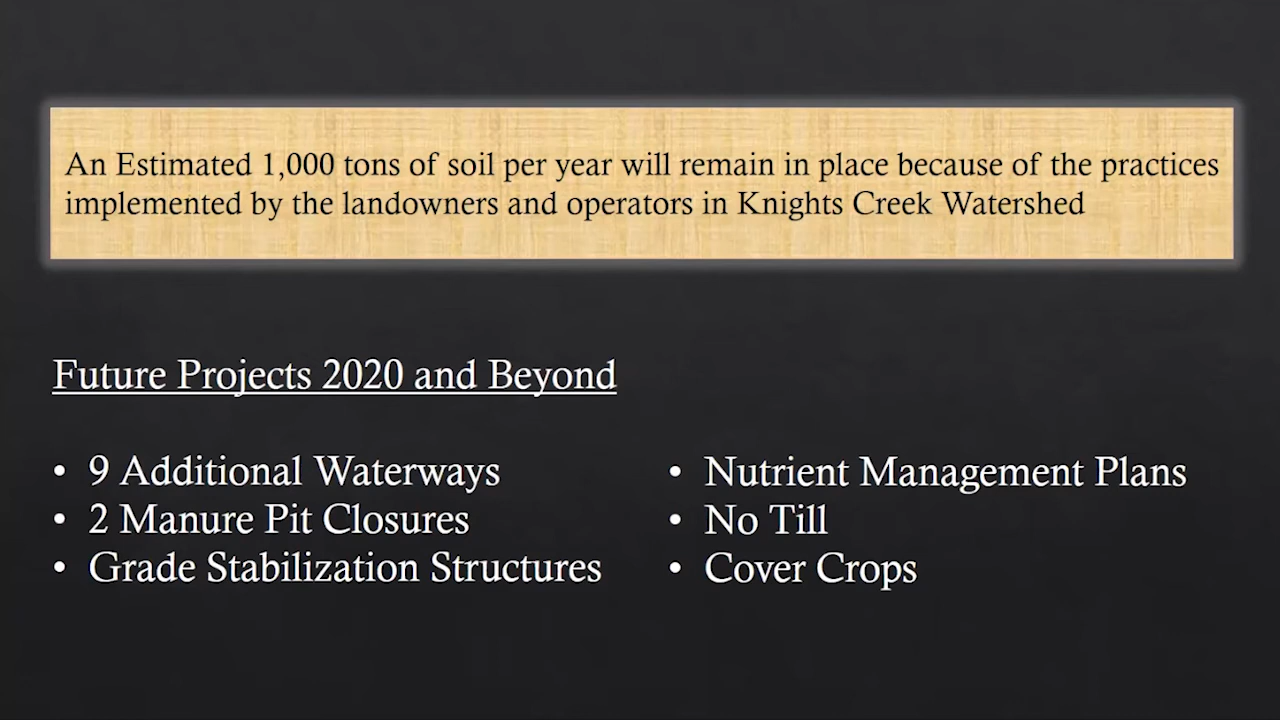 An Estimated 1,000 tons of soil per year will remain in place because of the practices
implemented by the landowners and operators in Knights Creek Watershed
Future Projects 2020 and Beyond
• 9 Additional Waterways
• 2 Manure Pit Closures
• Grade Stabilization Structures
• Nutrient Management Plans
• No Till
• Cover Crops